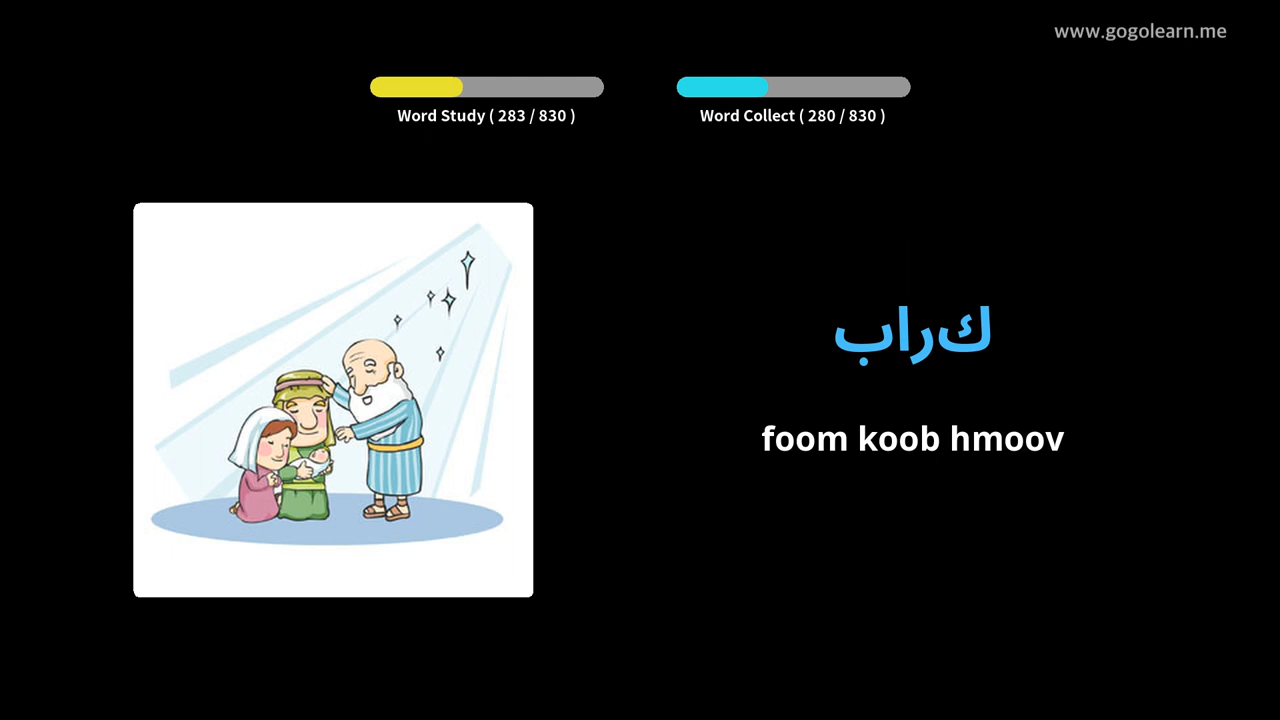 www.gogolearn.me
Word Study ( 283 / 830 )
Word Collect ( 280 / 830 )
كراب
foom koob hmoov